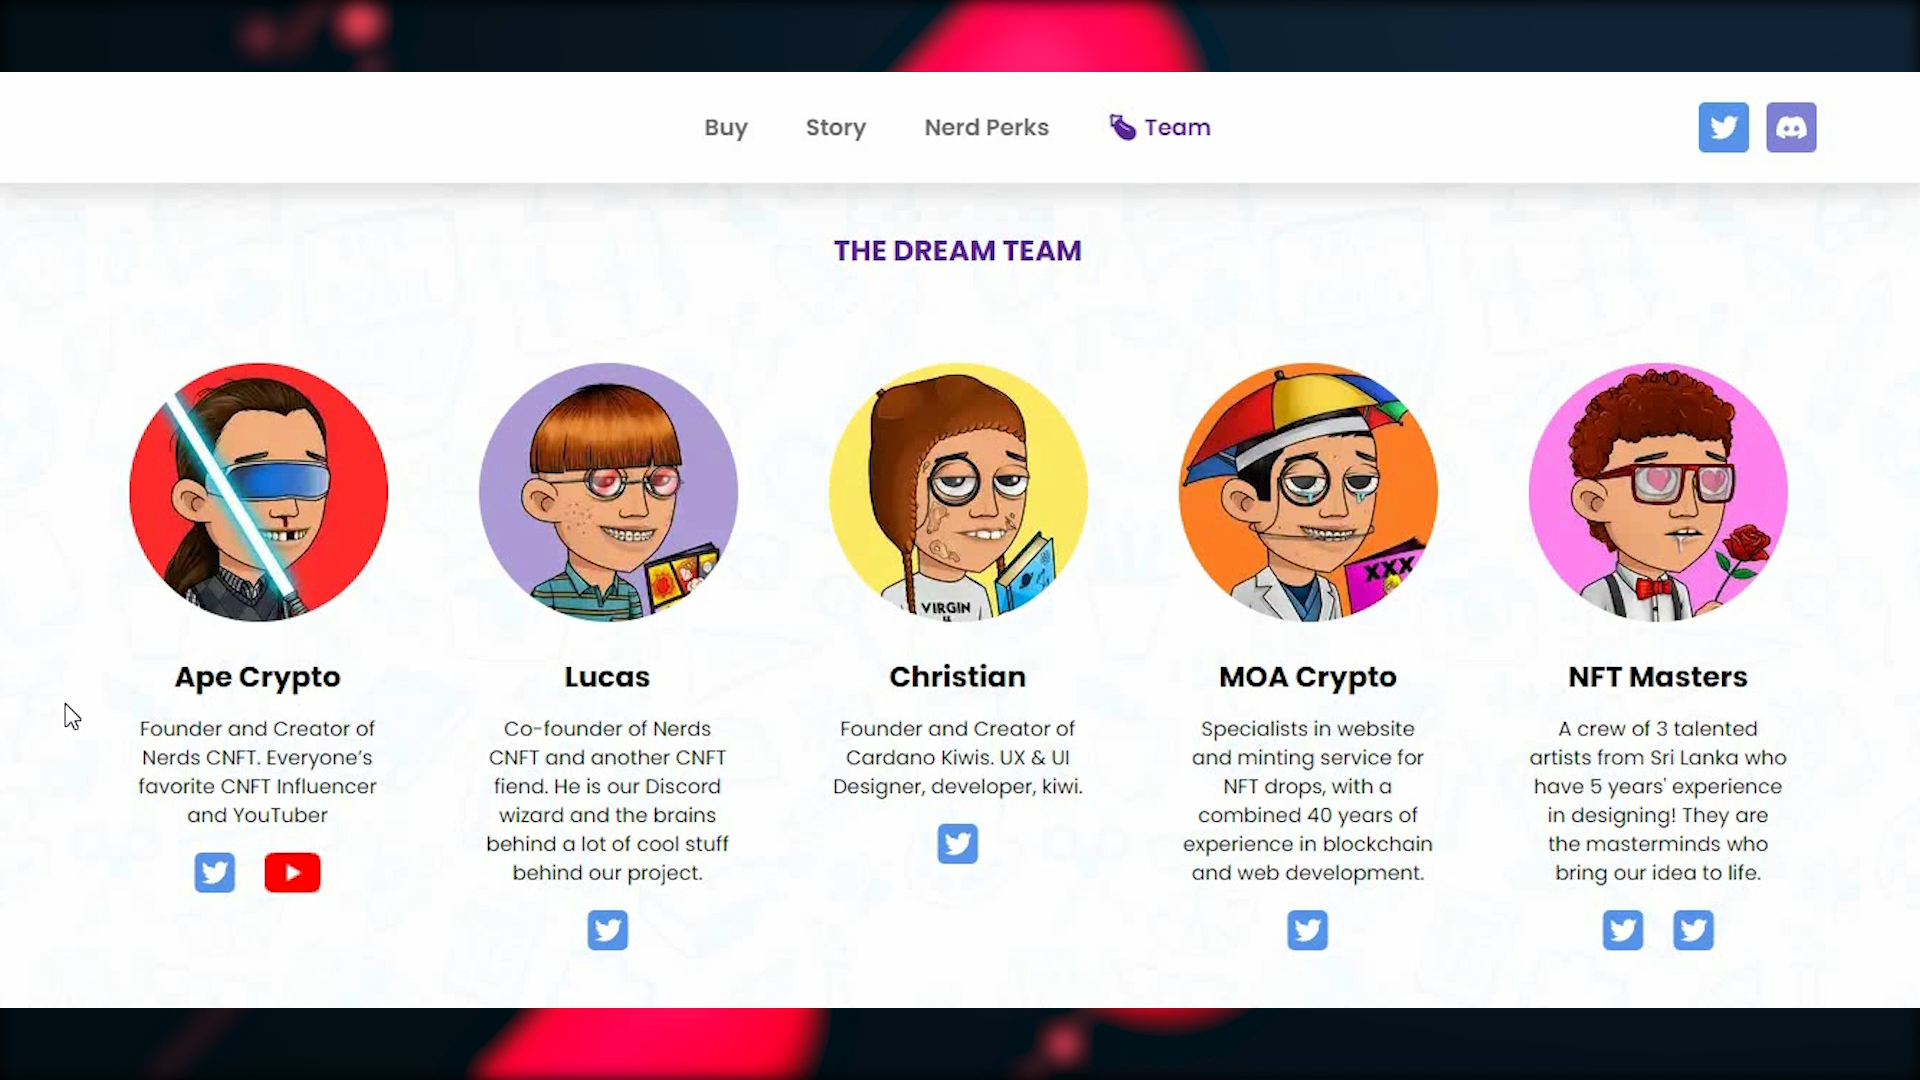 Buy
Story
Nerd Perks
Team
THE DREAM TEAM
VIRGIN
XXX
Ape Crypto
Founder and Creator of
Nerds CNFT. Everyone’s
favorite CNFT Influencer
and YouTuber
Lucas
Co-founder of Nerds
CNFT and another CNFT
fiend. He is our Discord
wizard and the brains
behind a lot of cool stuff
behind our project.
Christian
Founder and Creator of
Cardano Kiwis. UX & UI
Designer, developer, kiwi.
MOA Crypto
Specialists in website
and minting service for
NFT drops, with a
combined 40 years of
experience in blockchain
and web development.
NFT Masters
A crew of 3 talented
artists from Sri Lanka who
have 5 years' experience
in designing! They are
the masterminds who
bring our idea to life.